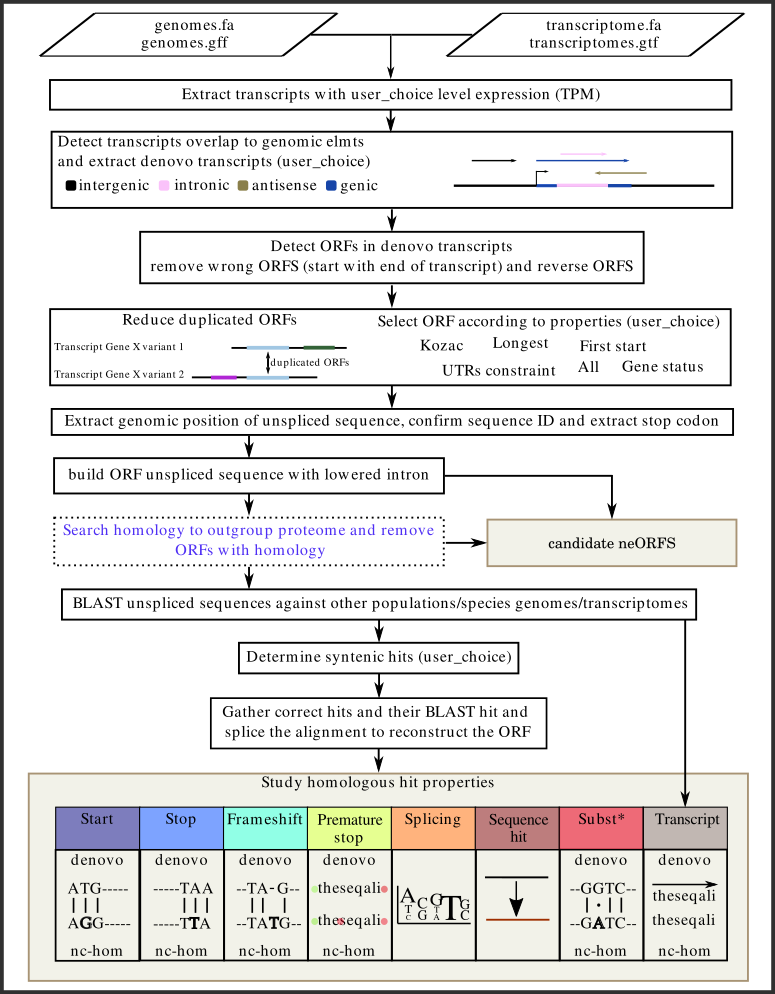 genomes.fa
genomes.gff
transcriptome.fa
transcriptomes.gtf
Extract transcripts with user_choice level expression (TPM)
Detect transcripts overlap to genomic elmts
and extract denovo transcripts (user_choice)
intergenic intronic antisense genic
Detect ORFs in denovo transcripts
remove wrong ORFS (start with end of transcript) and reverse ORFS
Reduce duplicated ORFs
Transcript Gene X variant 1
duplicated ORFs
Transcript Gene X variant 2
Select ORF according to properties (user_choice)
Kozac Longest First start
UTRs constraint All Gene status
Extract genomic position of unspliced sequence, confirm sequence ID and extract stop codon
build ORF unspliced sequence with lowered intron
Search homology to outgroup proteome and remove
ORFs with homology
candidate neORFS
BLAST unspliced sequences against other populations/species genomes/transcriptomes
Determine syntenic hits (user_choice)
Gather correct hits and their BLAST hit and
splice the alignment to reconstruct the ORF
Study homologous hit properties
Start
denovo
ATG-----
AGG-----
nc-hom
Stop
denovo
-----TAA
-----TTA
nc-hom
Frameshift
denovo
--TA-G--
--TATG--
nc-hom
Premature
stop
denovo
theseqali
theseqali
nc-hom
Splicing
A C G T G
T G T C
C A
Sequence
hit
Subst*
denovo
--GGTC--
--GATC--
nc-hom
Transcript
denovo
theseqali
theseqali
nc-hom